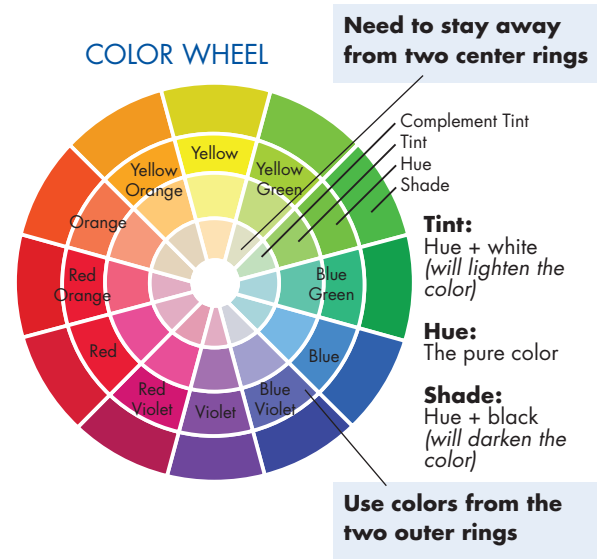 Need to stay away
from two center rings
COLOR WHEEL
Complement Tint
Tint
Hue
Shade
Yellow
Yellow
Orange
Yellow
Green
Orange
Red
Orange
Blue
Green
Red
Blue
Red
Violet
Violet
Blue
Violet
Tint:
Hue + white
(will lighten the
color)
Hue:
The pure color
Shade:
Hue + black
(will darken the
color)
Use colors from the
two outer rings